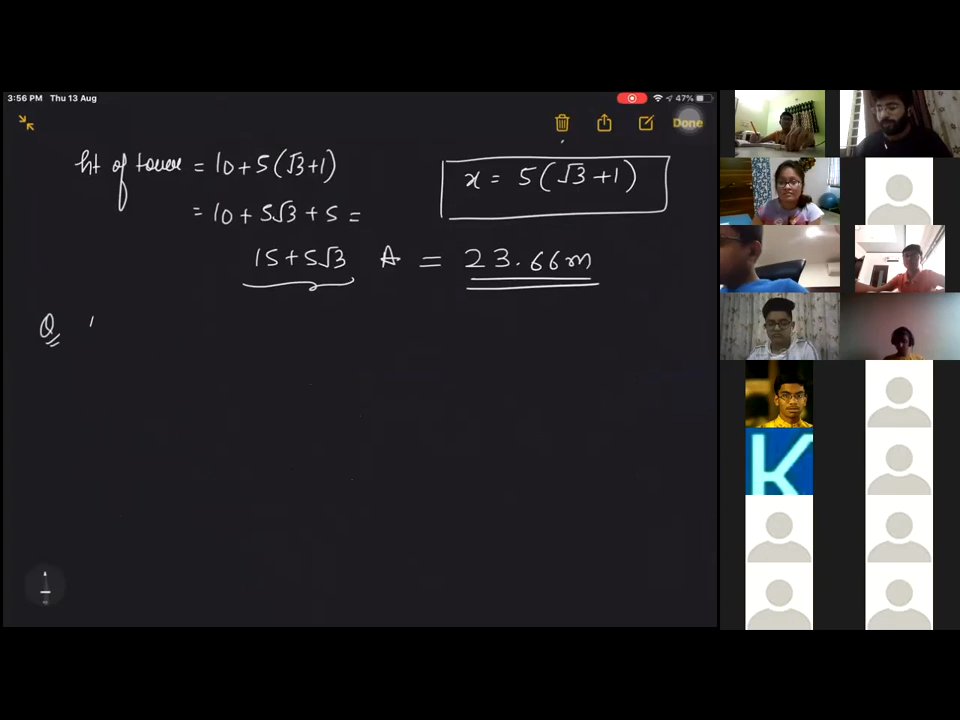 3:56 PM Thu 13 Aug
47%
Done
ht of tower = 10 + 5(√3+1)
x = 5(√3+1)
= 10 + 5√3 + 5 =
15 + 5√3 = 23.66m
Q
K